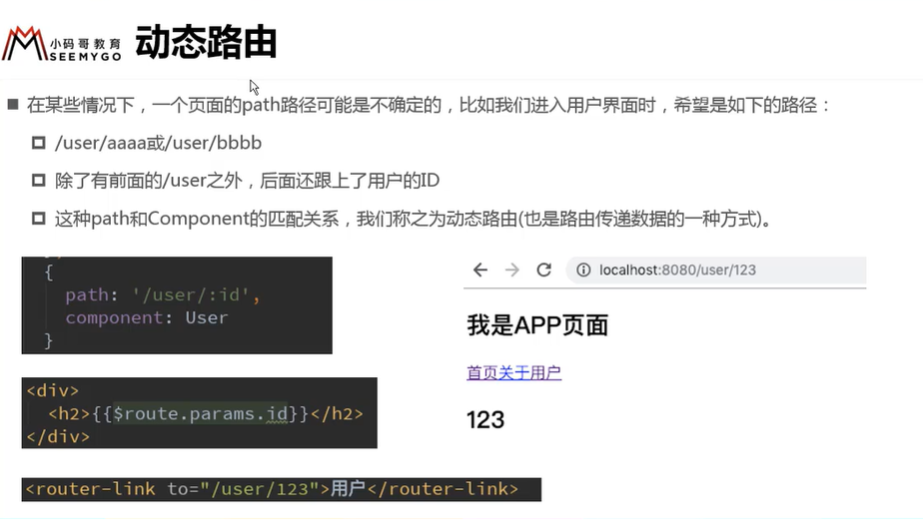 小码哥教育
SEEMYGO
动态路由
在某些情况下，一个页面的path路径可能是不确定的，比如我们进入用户界面时，希望是如下的路径：
/user/aaaa或/user/bbbb
除了有前面的/user之外，后面还跟上了用户的ID
这种path和Component的匹配关系，我们称之为动态路由(也是路由传递数据的一种方式)。
{
path: '/user/:id',
component: User
}
<div>
<h2>{{$route.params.id}}</h2>
</div>
<router-link to="/user/123">用户</router-link>
localhost:8080/user/123
我是APP页面
首页关于用户
123